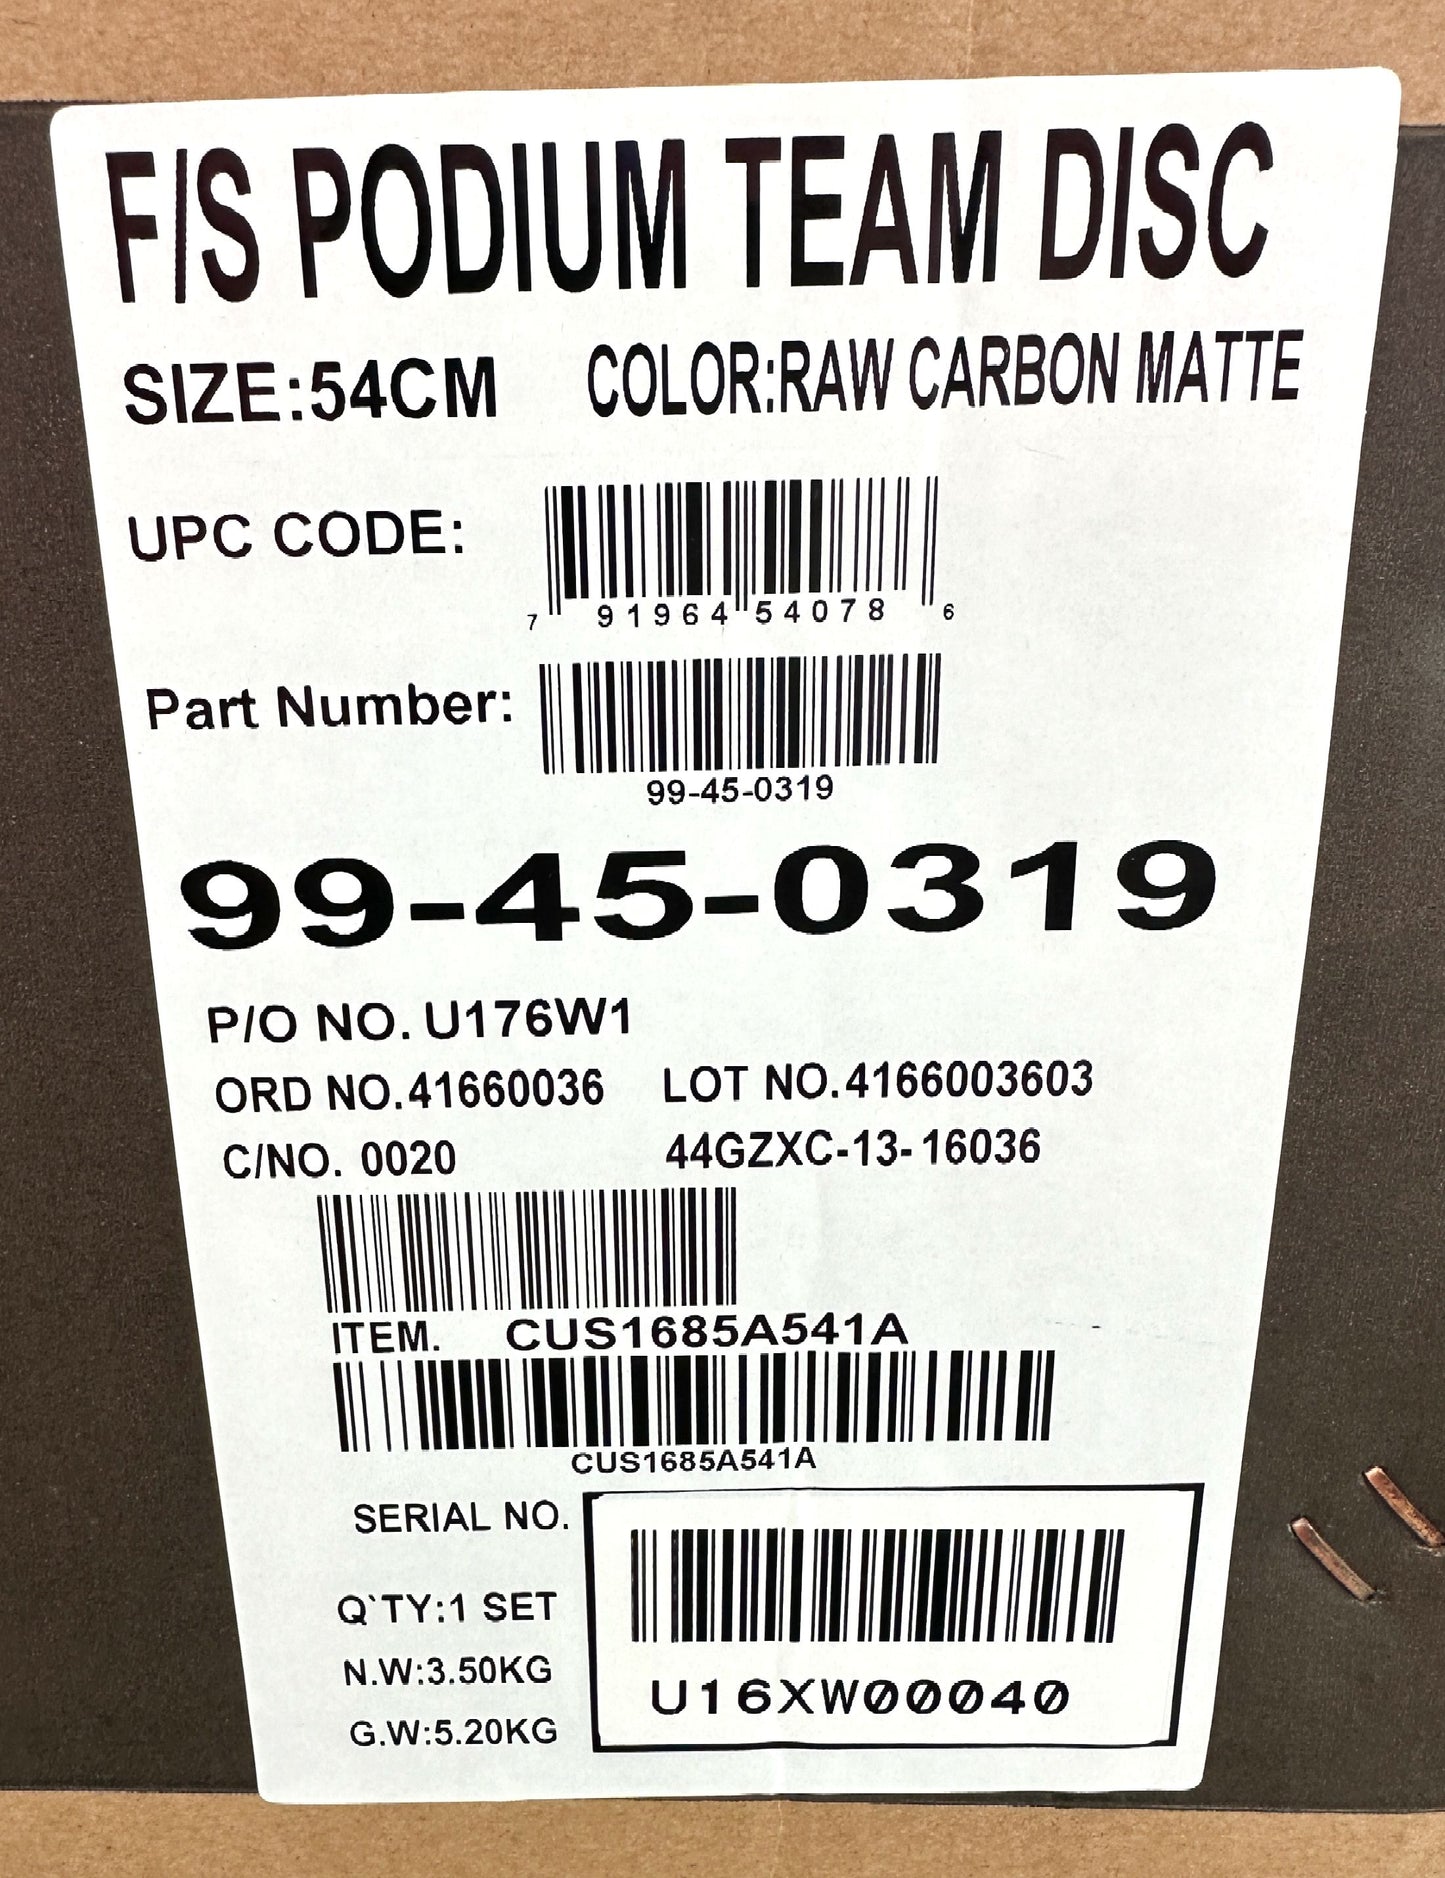 F/S PODIUM TEAM DISC
SIZE:54CM COLOR:RAW CARBON MATTE
UPC CODE:
7 91964 54078 6
Part Number:
99-45-0319
99-45-0319
P/O NO. U176W1
ORD NO.41660036 LOT NO.4166003603
C/NO. 0020 44GZXC-13-16036
ITEM. CUS1685A541A
CUS1685A541A
SERIAL NO.
Q`TY:1 SET
N.W:3.50KG
G.W:5.20KG
U16XW00040